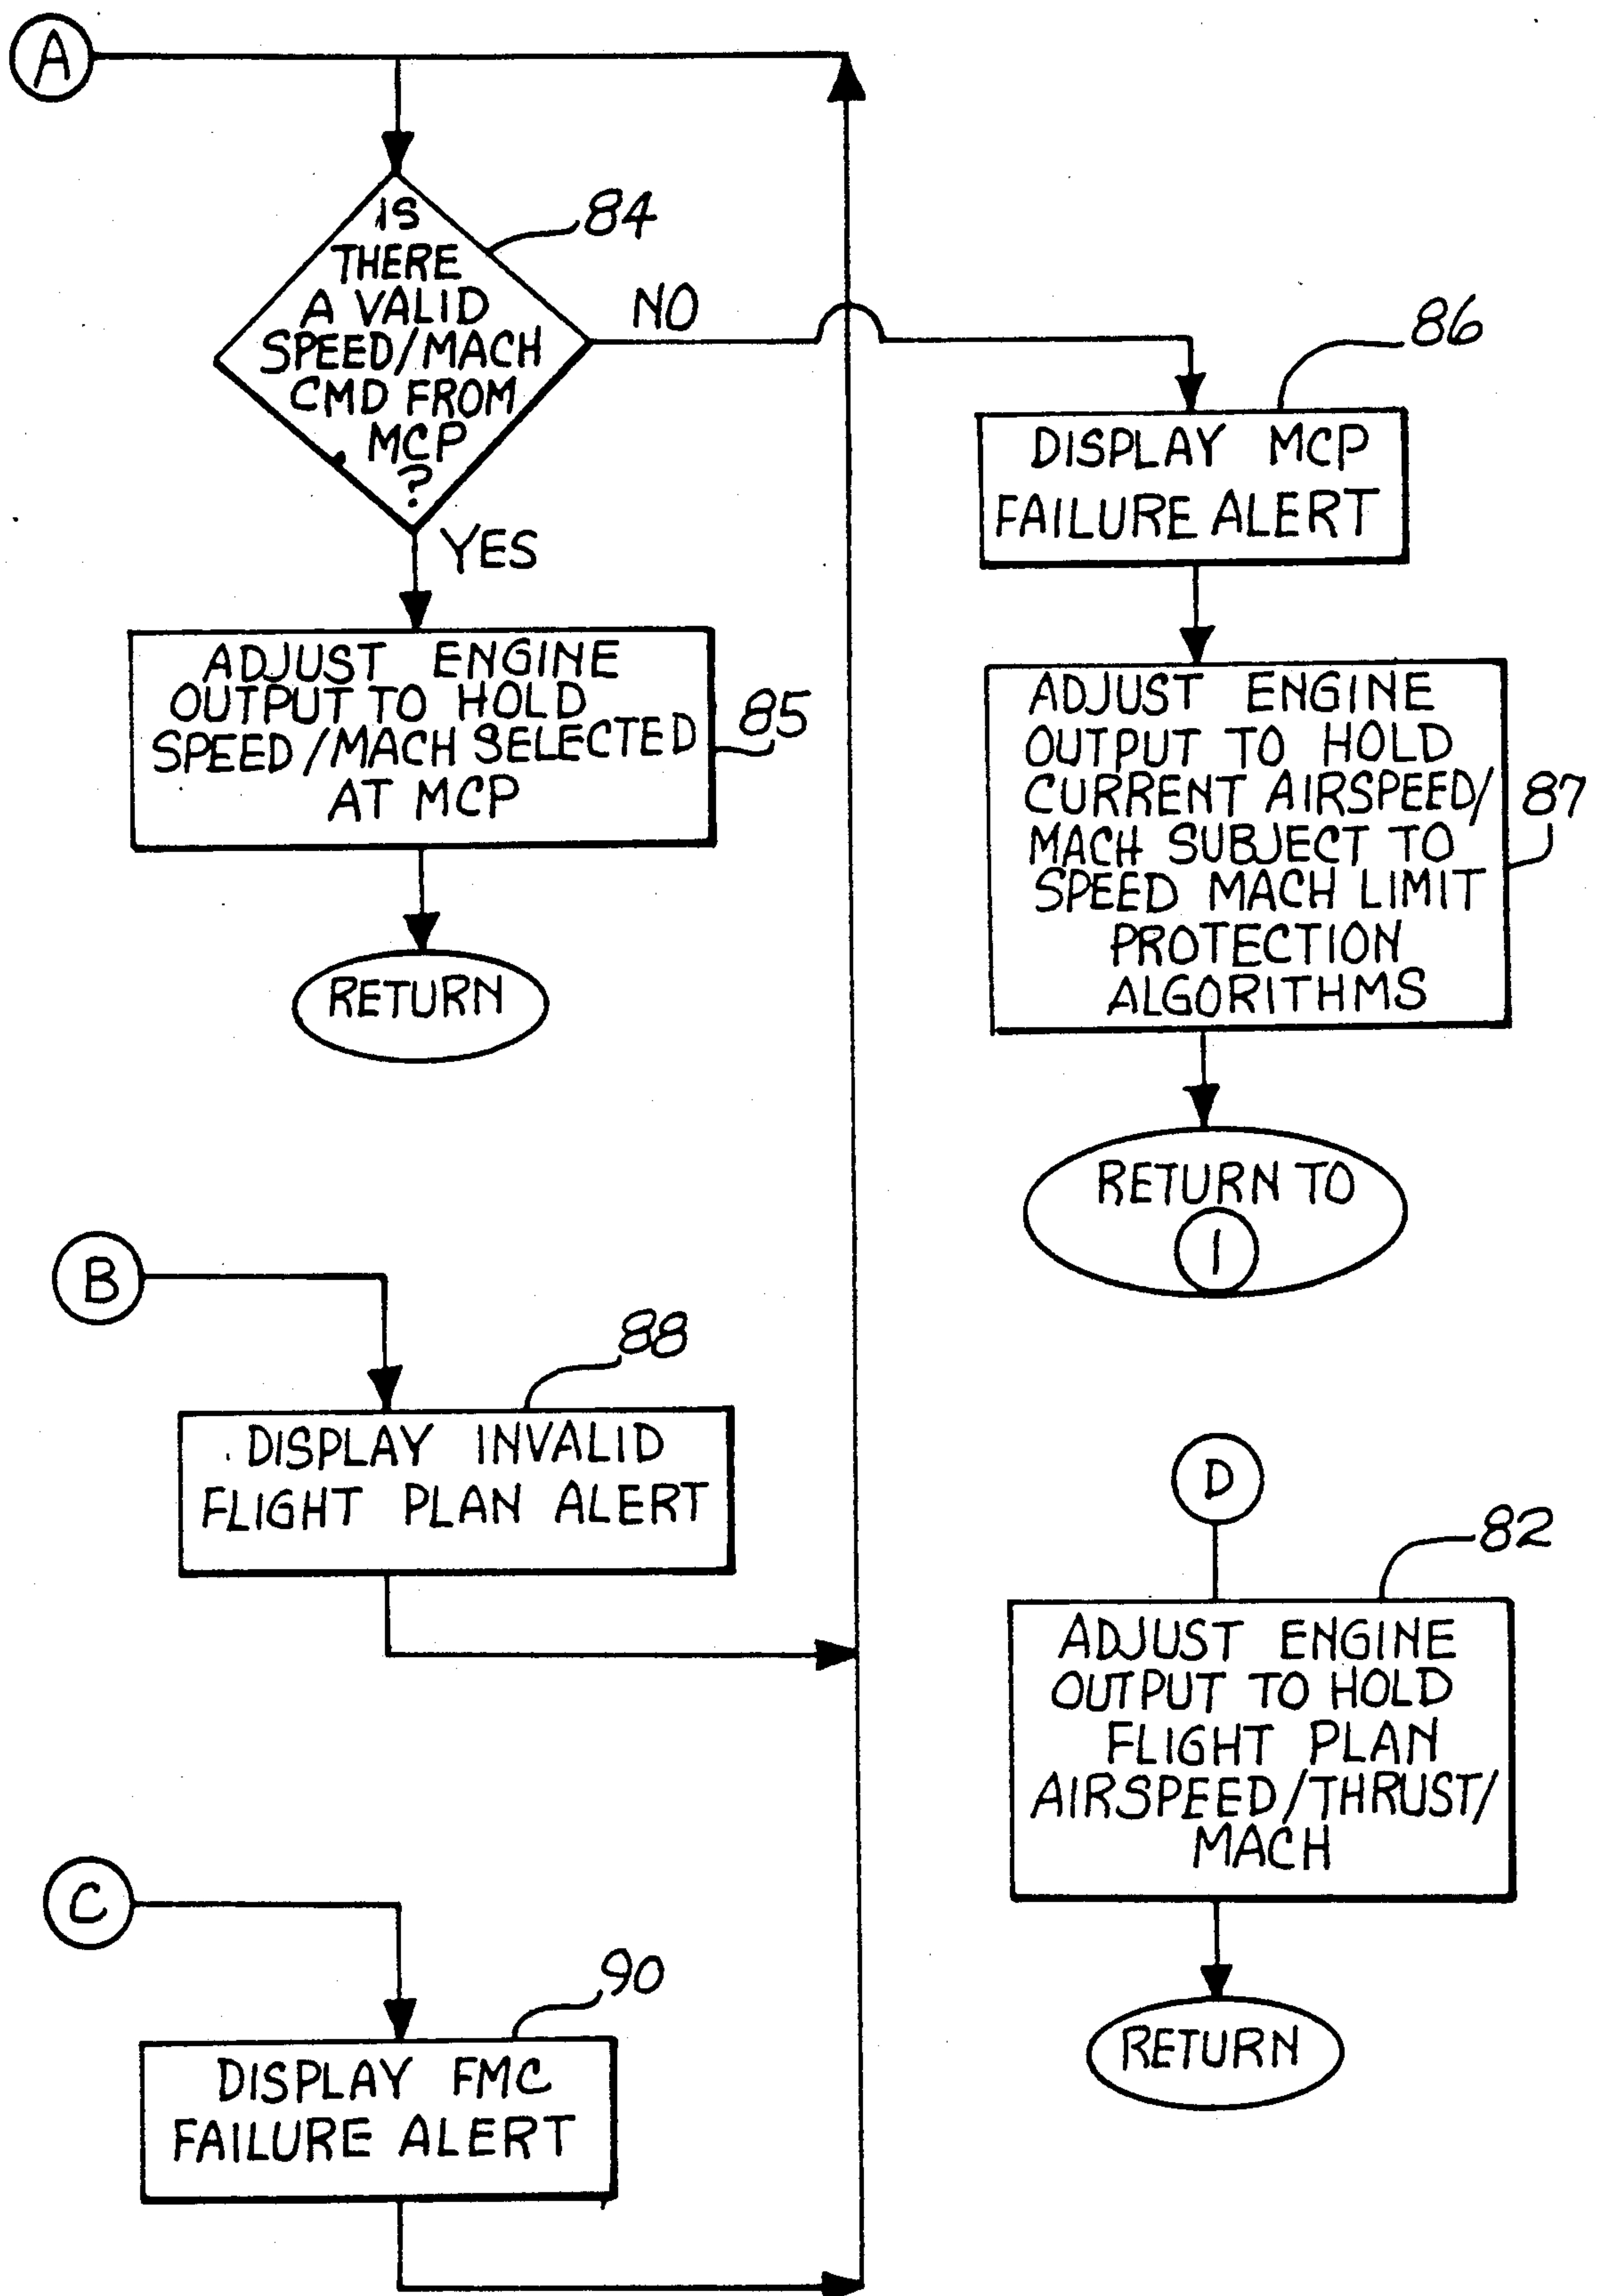 A
IS
THERE
A VALID
SPEED/MACH
CMD FROM
MCP
?
84
NO
YES
86
DISPLAY MCP
FAILURE ALERT
ADJUST ENGINE
OUTPUT TO HOLD
SPEED/MACH SELECTED
AT MCP
85
RETURN
ADJUST ENGINE
OUTPUT TO HOLD
CURRENT AIRSPEED/
MACH SUBJECT TO
SPEED MACH LIMIT
PROTECTION
ALGORITHMS
87
RETURN TO
1
B
88
DISPLAY INVALID
FLIGHT PLAN ALERT
D
82
ADJUST ENGINE
OUTPUT TO HOLD
FLIGHT PLAN
AIRSPEED/THRUST/
MACH
RETURN
C
90
DISPLAY FMC
FAILURE ALERT